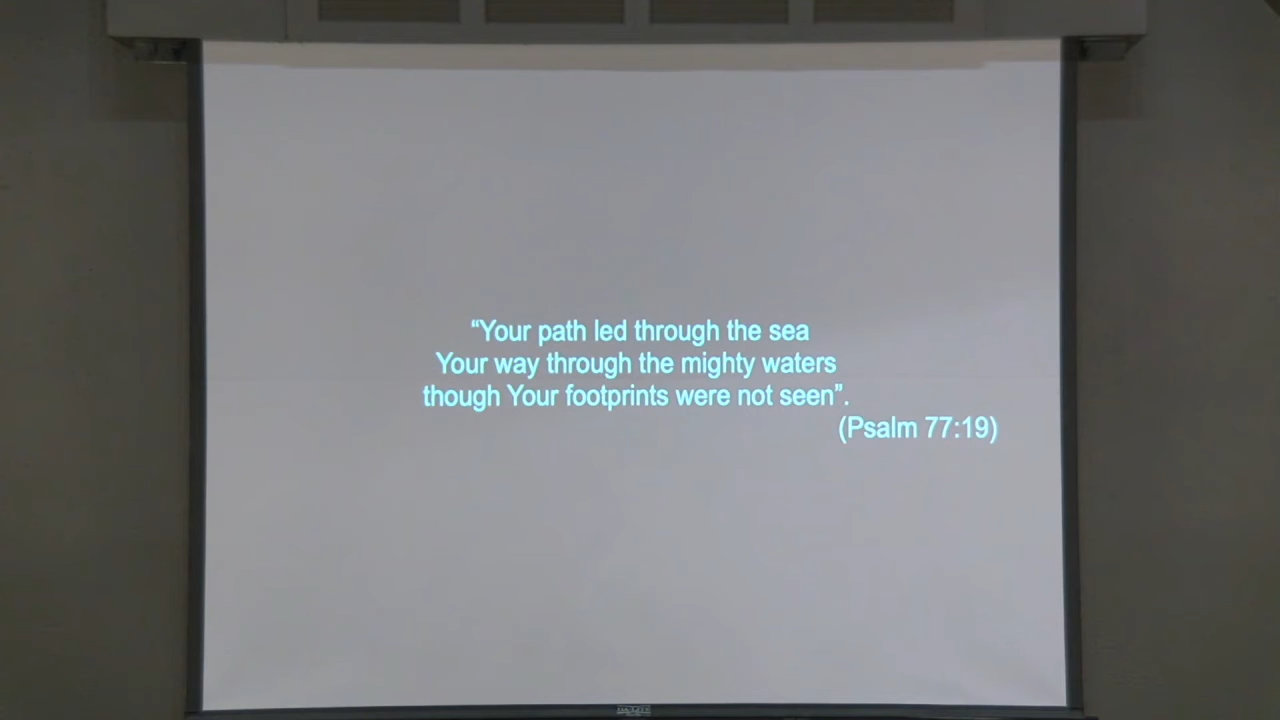 “Your path led through the sea
Your way through the mighty waters
though Your footprints were not seen”.
(Psalm 77:19)